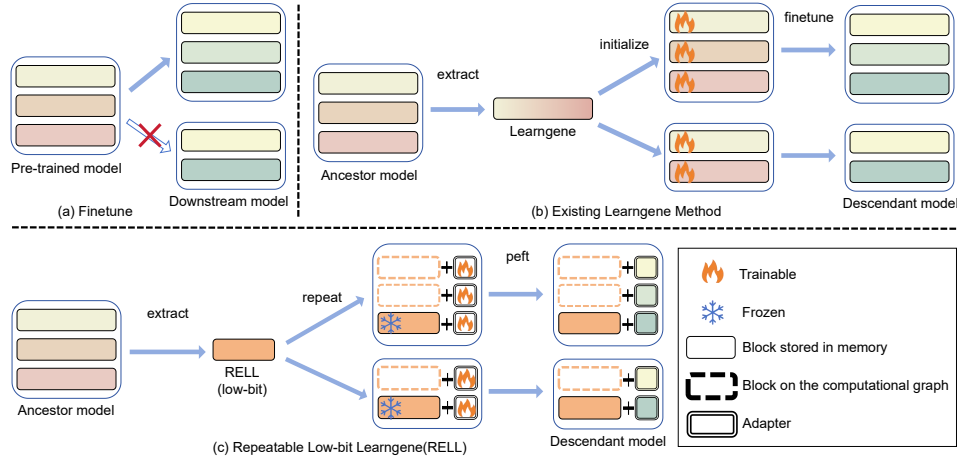 Pre-trained model
Downstream model
(a) Finetune
Ancestor model
extract
Learngene
initialize
finetune
Descendant model
(b) Existing Learngene Method
Ancestor model
extract
RELL
(low-bit)
repeat
peft
Descendant model
(c) Repeatable Low-bit Learngene(RELL)
Trainable
Frozen
Block stored in memory
Block on the computational graph
Adapter